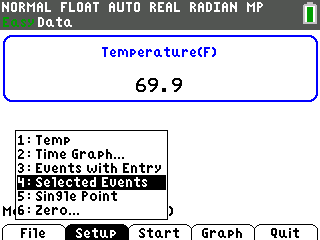 NORMAL FLOAT AUTO REAL RADIAN MP
EasyData
Temperature(F)
69.9
1: Temp
2: Time Graph...
3: Events with Entry
4: Selected Events
5: Single Point
6: Zero...
File Setup Start Graph Quit